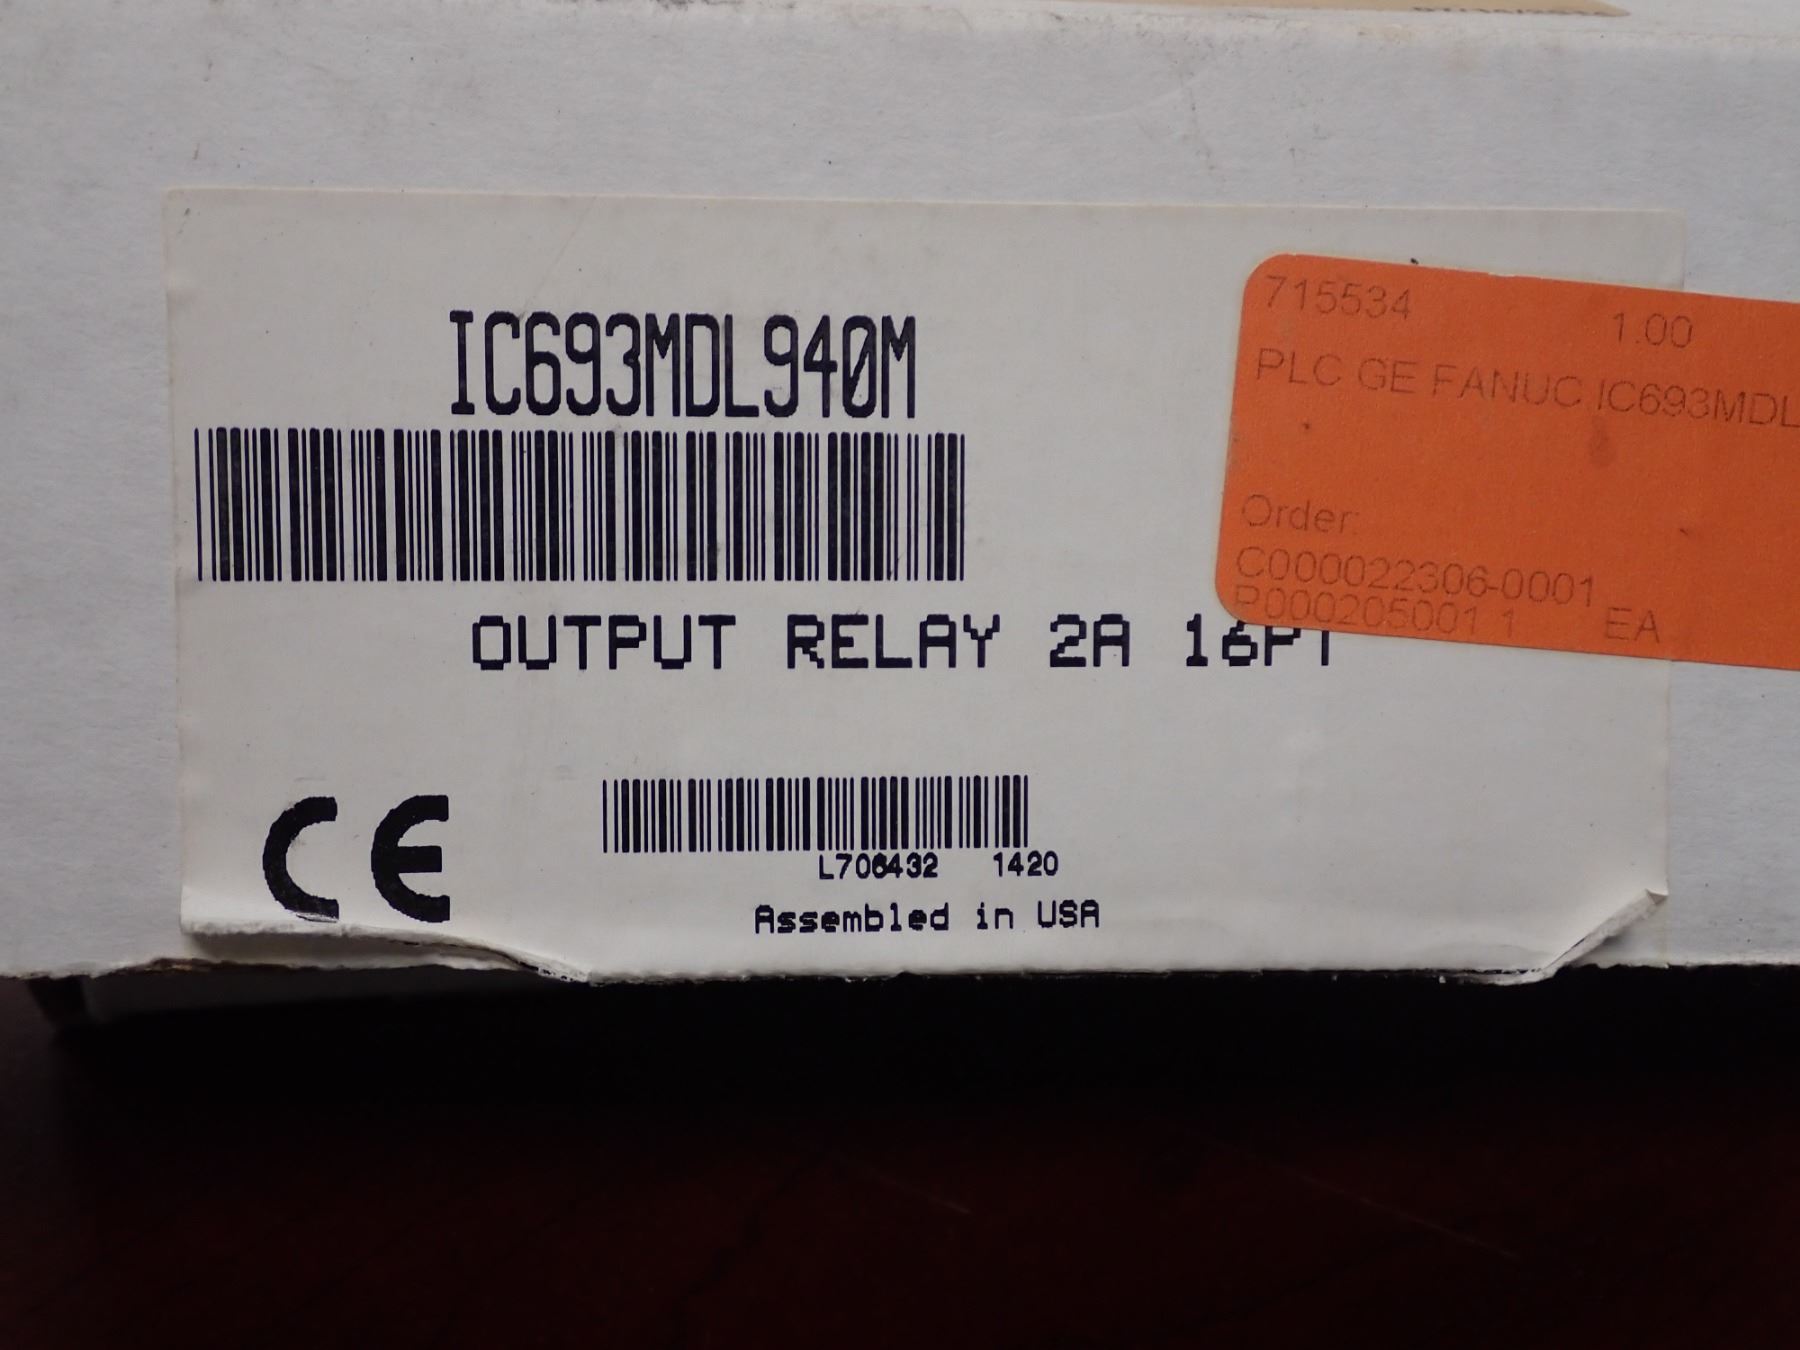 IC693MDL940M
OUTPUT RELAY 2A 16PT
CE
L706432 1420
Assembled in USA
715534 1.00
PLC GE FANUC IC693MDL
Order:
C000022306-0001
P000205001 1 EA